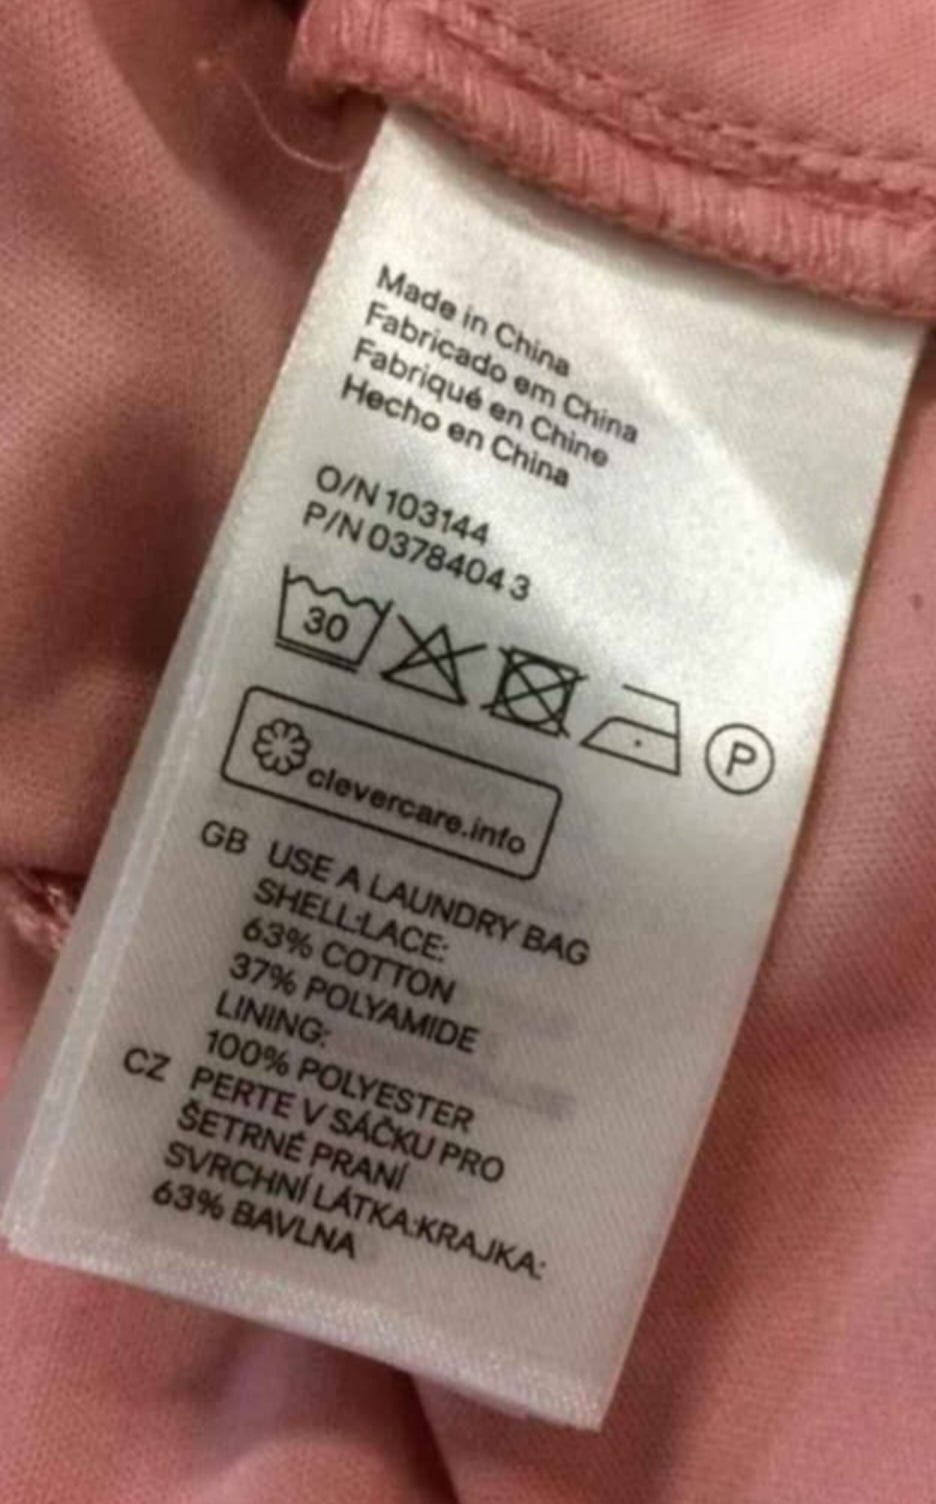 Made in China
Fabricado em China
Fabriqué en Chine
Hecho en China
O/N 103144
P/N 0378404 3
30
P
clevercare.info
GB USE A LAUNDRY BAG
SHELL:LACE:
63% COTTON
37% POLYAMIDE
LINING:
100% POLYESTER
CZ PERTE V SÁČKU PRO
ŠETRNÉ PRANÍ
SVRCHNÍ LÁTKA:KRAJKA:
63% BAVLNA